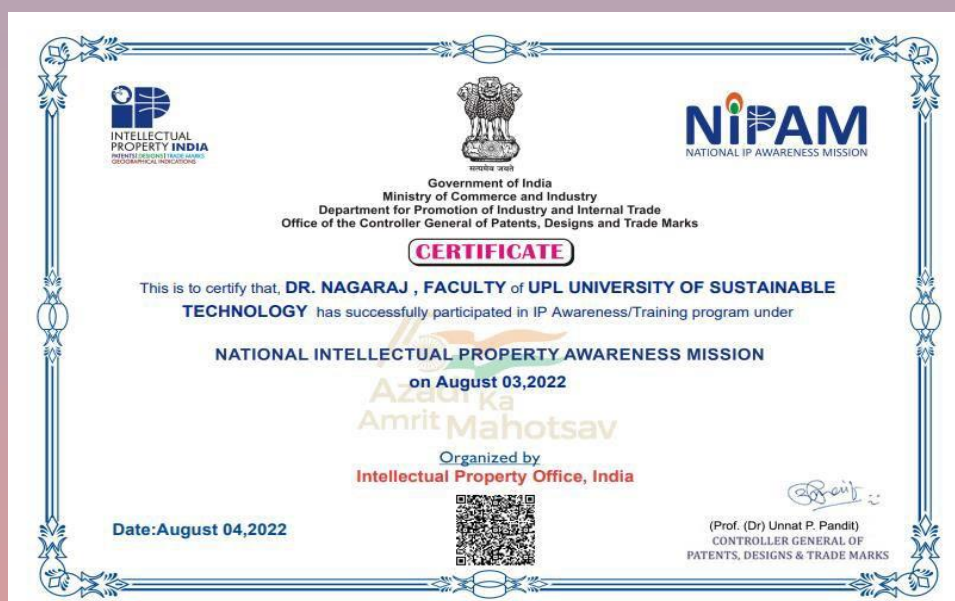 INTELLECTUAL
PROPERTY INDIA
PATENTS | DESIGNS | TRADE MARKS
GEOGRAPHICAL INDICATIONS
सत्यमेव जयते
NiPAM
NATIONAL IP AWARENESS MISSION
Government of India
Ministry of Commerce and Industry
Department for Promotion of Industry and Internal Trade
Office of the Controller General of Patents, Designs and Trade Marks
CERTIFICATE
This is to certify that, DR. NAGARAJ , FACULTY of UPL UNIVERSITY OF SUSTAINABLE
TECHNOLOGY has successfully participated in IP Awareness/Training program under
NATIONAL INTELLECTUAL PROPERTY AWARENESS MISSION
on August 03,2022
Azadi Ka
Amrit Mahotsav
Organized by
Intellectual Property Office, India
Date:August 04,2022
(Prof. (Dr) Unnat P. Pandit)
CONTROLLER GENERAL OF
PATENTS, DESIGNS & TRADE MARKS